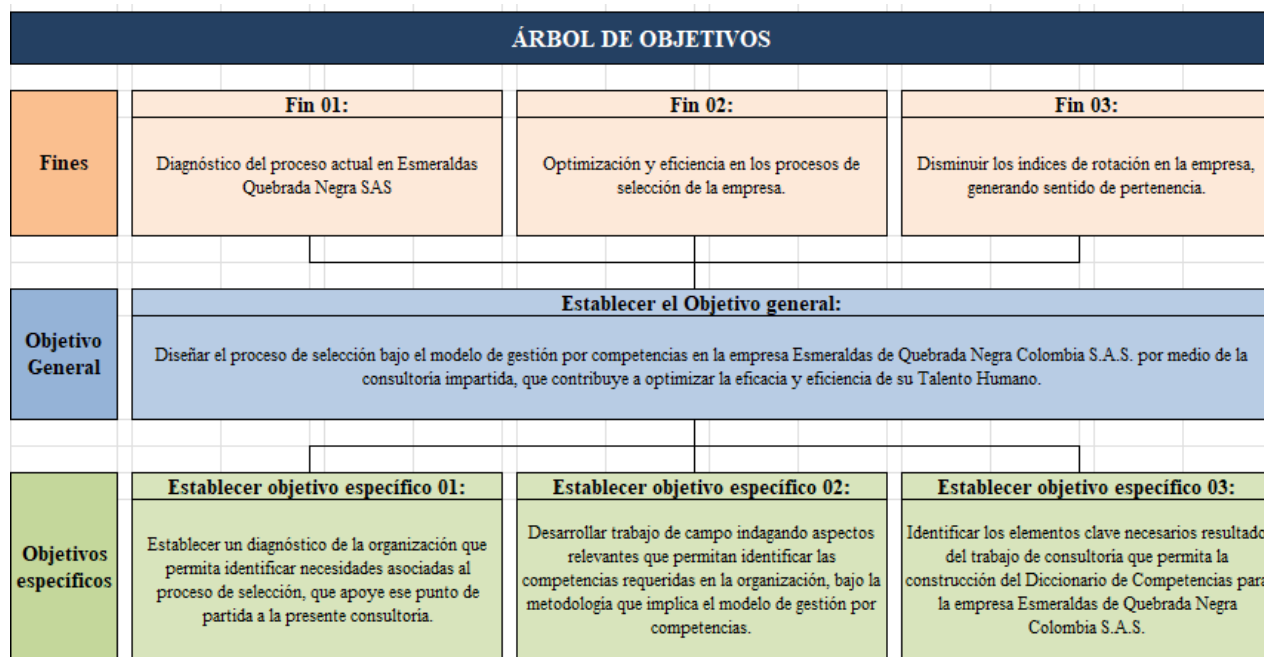 ÁRBOL DE OBJETIVOS
Fines
Fin 01:
Diagnóstico del proceso actual en Esmeraldas
Quebrada Negra SAS
Fin 02:
Optimización y eficiencia en los procesos de
selección de la empresa.
Fin 03:
Disminuir los indices de rotación en la empresa,
generando sentido de pertenencia.
Objetivo
General
Establecer el Objetivo general:
Diseñar el proceso de selección bajo el modelo de gestión por competencias en la empresa Esmeraldas de Quebrada Negra Colombia S.A.S. por medio de la
consultoría impartida, que contribuye a optimizar la eficacia y eficiencia de su Talento Humano.
Objetivos
específicos
Establecer objetivo específico 01:
Establecer un diagnóstico de la organización que
permita identificar necesidades asociadas al
proceso de selección, que apoye ese punto de
partida a la presente consultoría.
Establecer objetivo específico 02:
Desarrollar trabajo de campo indagando aspectos
relevantes que permitan identificar las
competencias requeridas en la organización, bajo la
metodología que implica el modelo de gestión por
competencias.
Establecer objetivo específico 03:
Identificar los elementos clave necesarios resultado
del trabajo de consultoría que permita la
construcción del Diccionario de Competencias para
la empresa Esmeraldas de Quebrada Negra
Colombia S.A.S.